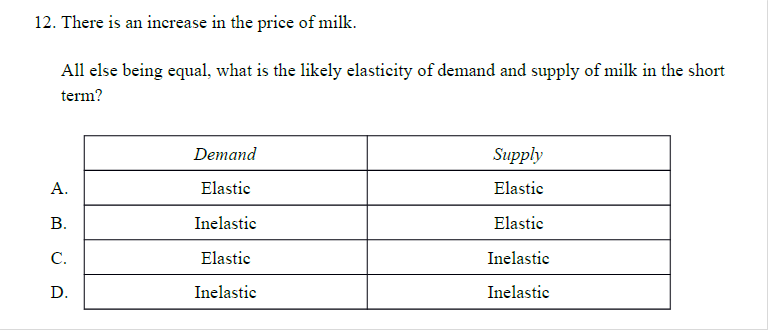 12. There is an increase in the price of milk.
All else being equal, what is the likely elasticity of demand and supply of milk in the short
term?
Demand Supply
A. Elastic Elastic
B. Inelastic Elastic
C. Elastic Inelastic
D. Inelastic Inelastic